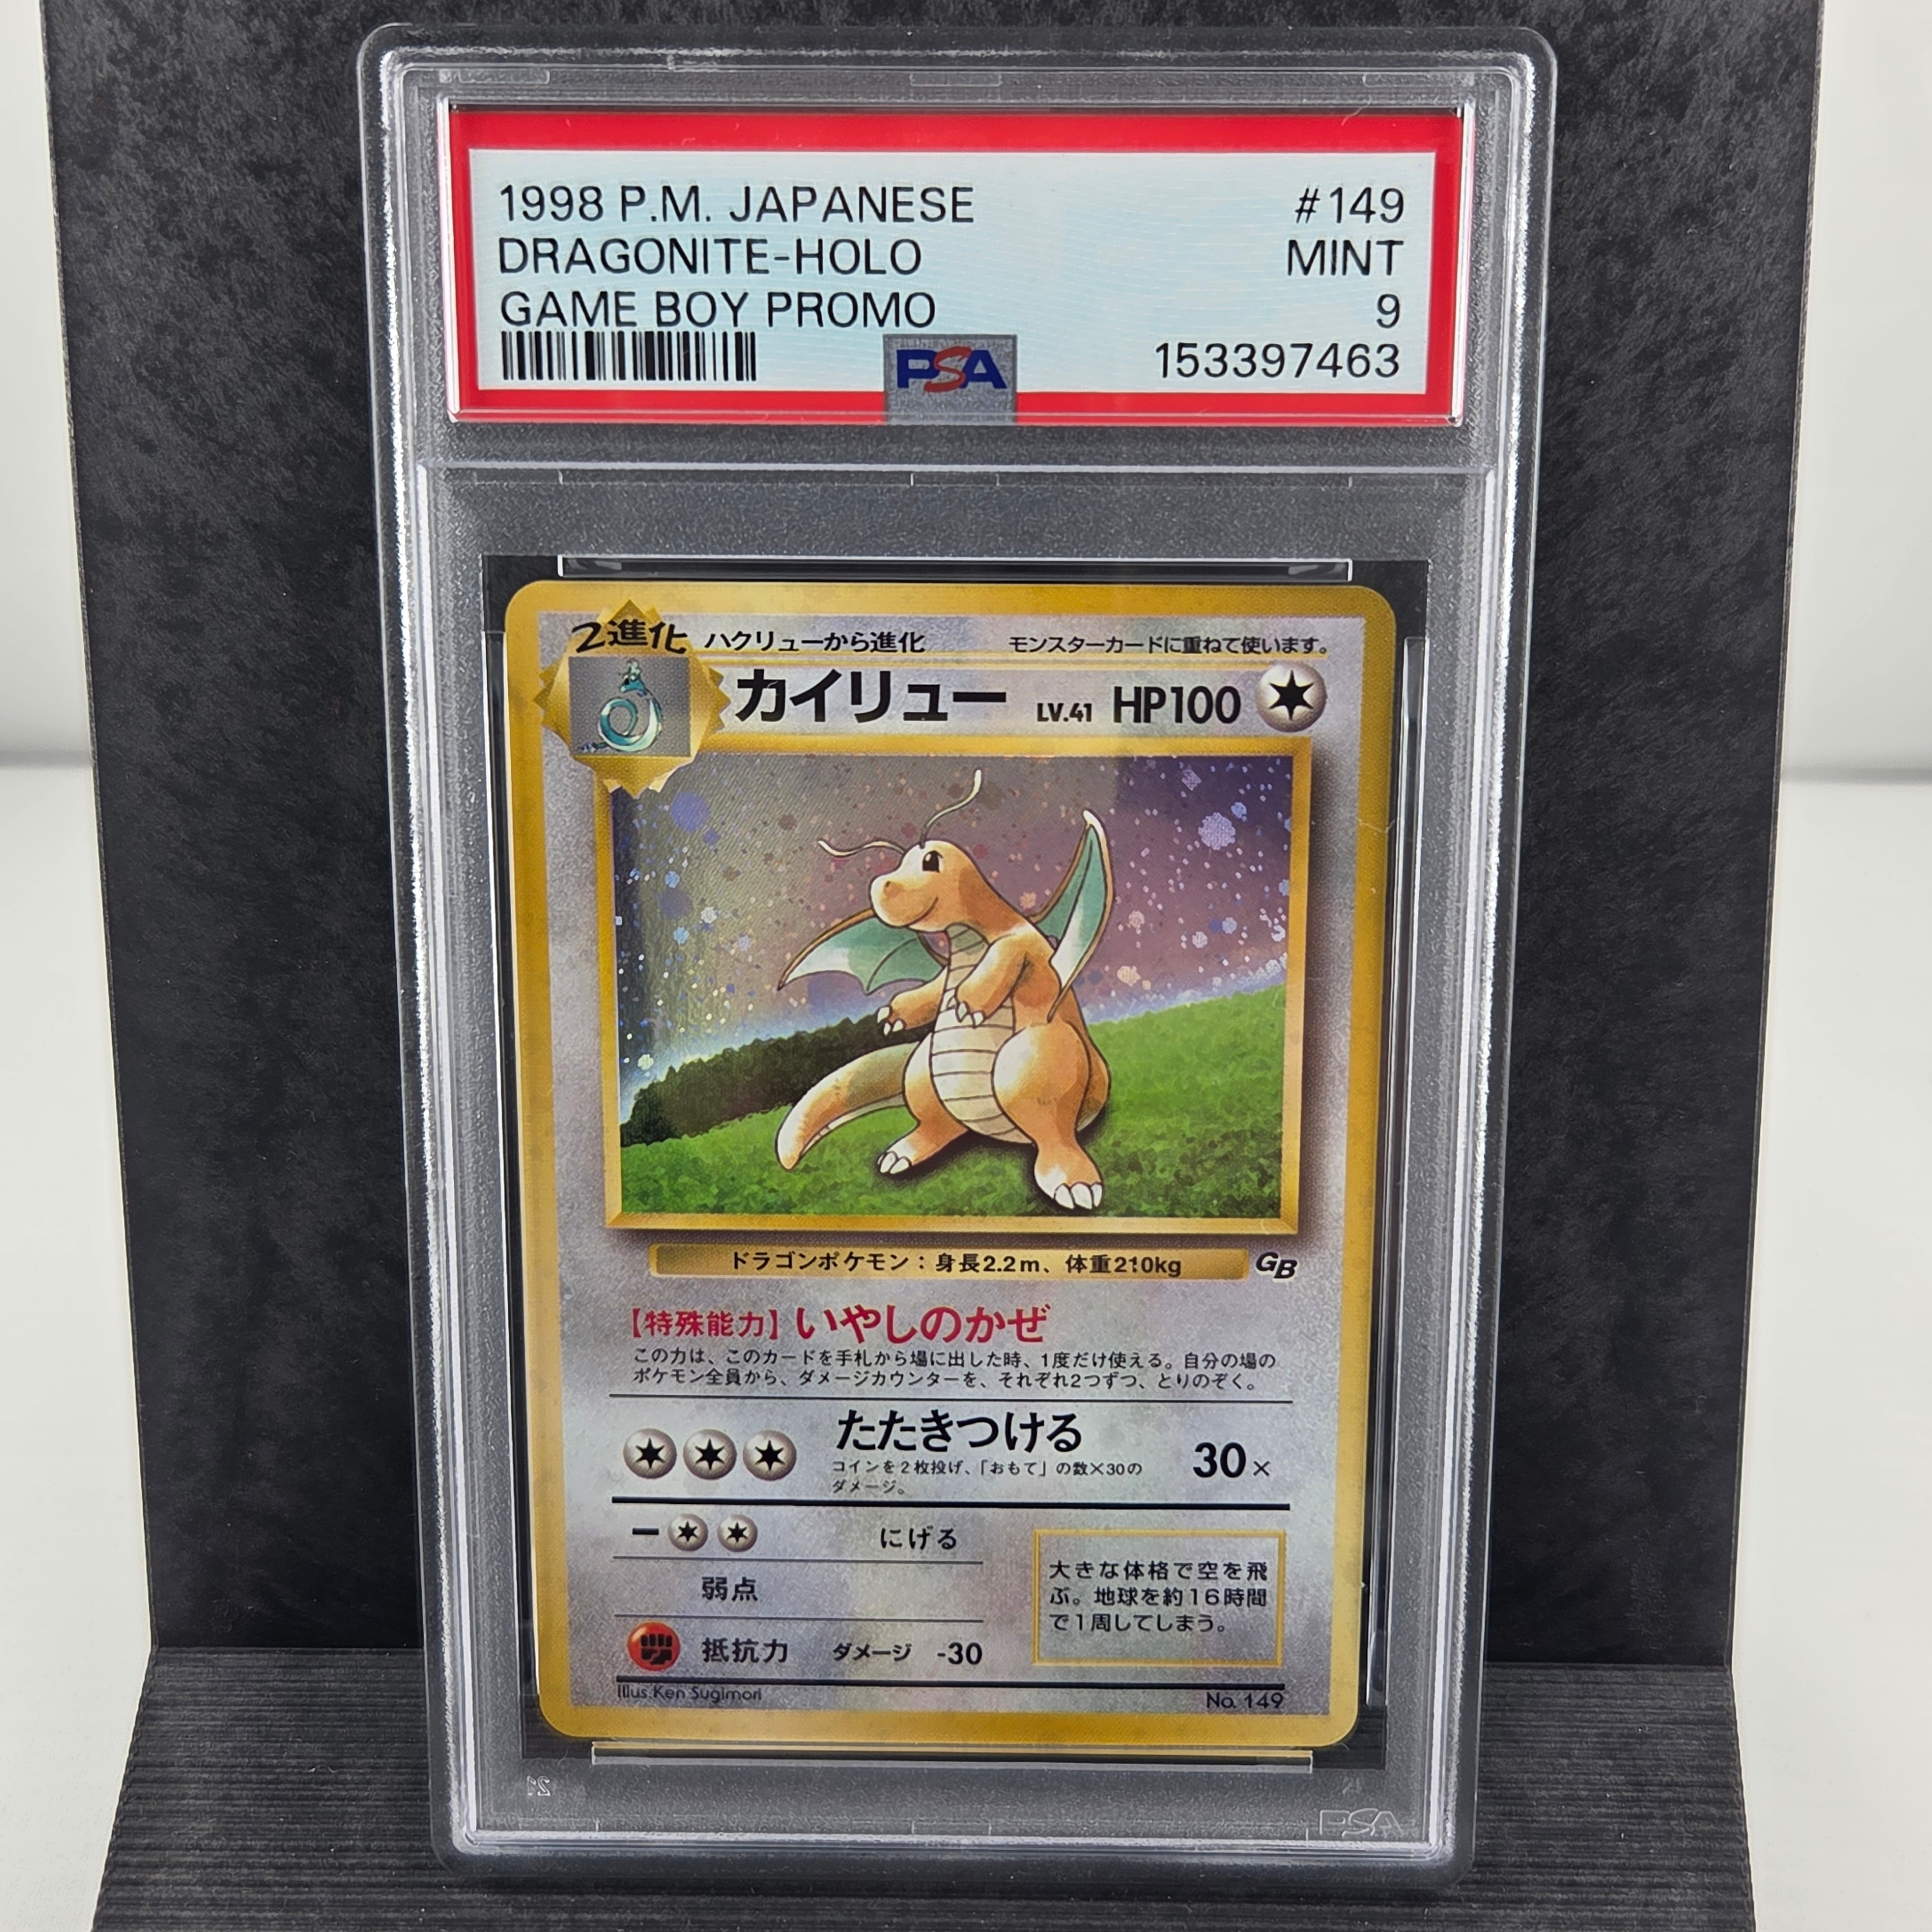 1998 P.M. JAPANESE #149
DRAGONITE-HOLO MINT
GAME BOY PROMO 9
PSA 153397463
2進化 ハクリューから進化 モンスターカードに重ねて使います。
カイリュー LV.41 HP100
ドラゴンポケモン:身長2.2m、体重210kg GB
【特殊能力】いやしのかぜ
この力は、このカードを手札から場に出した時、1度だけ使える。自分の場の
ポケモン全員から、ダメージカウンターを、それぞれ2つずつ、とりのぞく。
たたきつける 30×
コインを2枚投げ、「おもて」の数×30の
ダメージ。
にげる
弱点
抵抗力 ダメージ -30
大きな体格で空を飛
ぶ。地球を約16時間
で1周してしまう。
Illus. Ken Sugimori No. 149
PSA